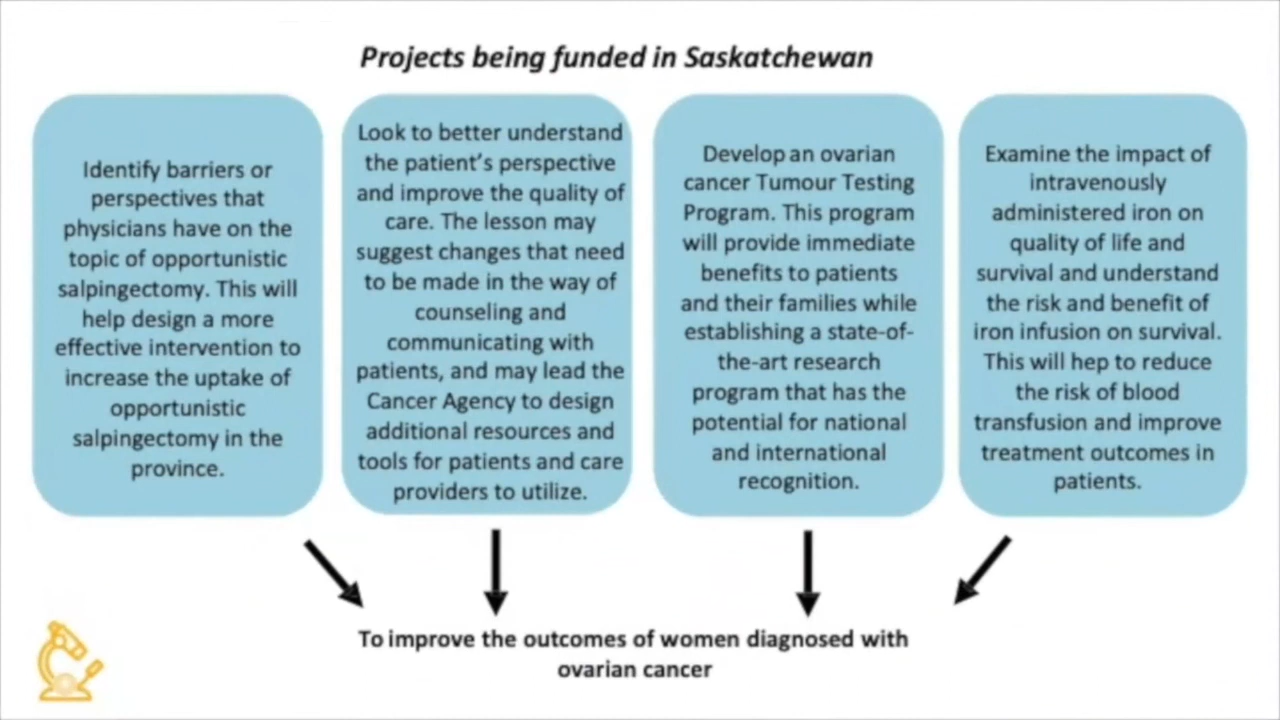 Projects being funded in Saskatchewan
Identify barriers or
perspectives that
physicians have on the
topic of opportunistic
salpingectomy. This will
help design a more
effective intervention to
increase the uptake of
opportunistic
salpingectomy in the
province.
Look to better understand
the patient's perspective
and improve the quality of
care. The lesson may
suggest changes that need
to be made in the way of
counseling and
communicating with
patients, and may lead the
Cancer Agency to design
additional resources and
tools for patients and care
providers to utilize.
Develop an ovarian
cancer Tumour Testing
Program. This program
will provide immediate
benefits to patients
and their families while
establishing a state-of-
the-art research
program that has the
potential for national
and international
recognition.
Examine the impact of
intravenously
administered iron on
quality of life and
survival and understand
the risk and benefit of
iron infusion on survival.
This will hep to reduce
the risk of blood
transfusion and improve
treatment outcomes in
patients.
To improve the outcomes of women diagnosed with
ovarian cancer